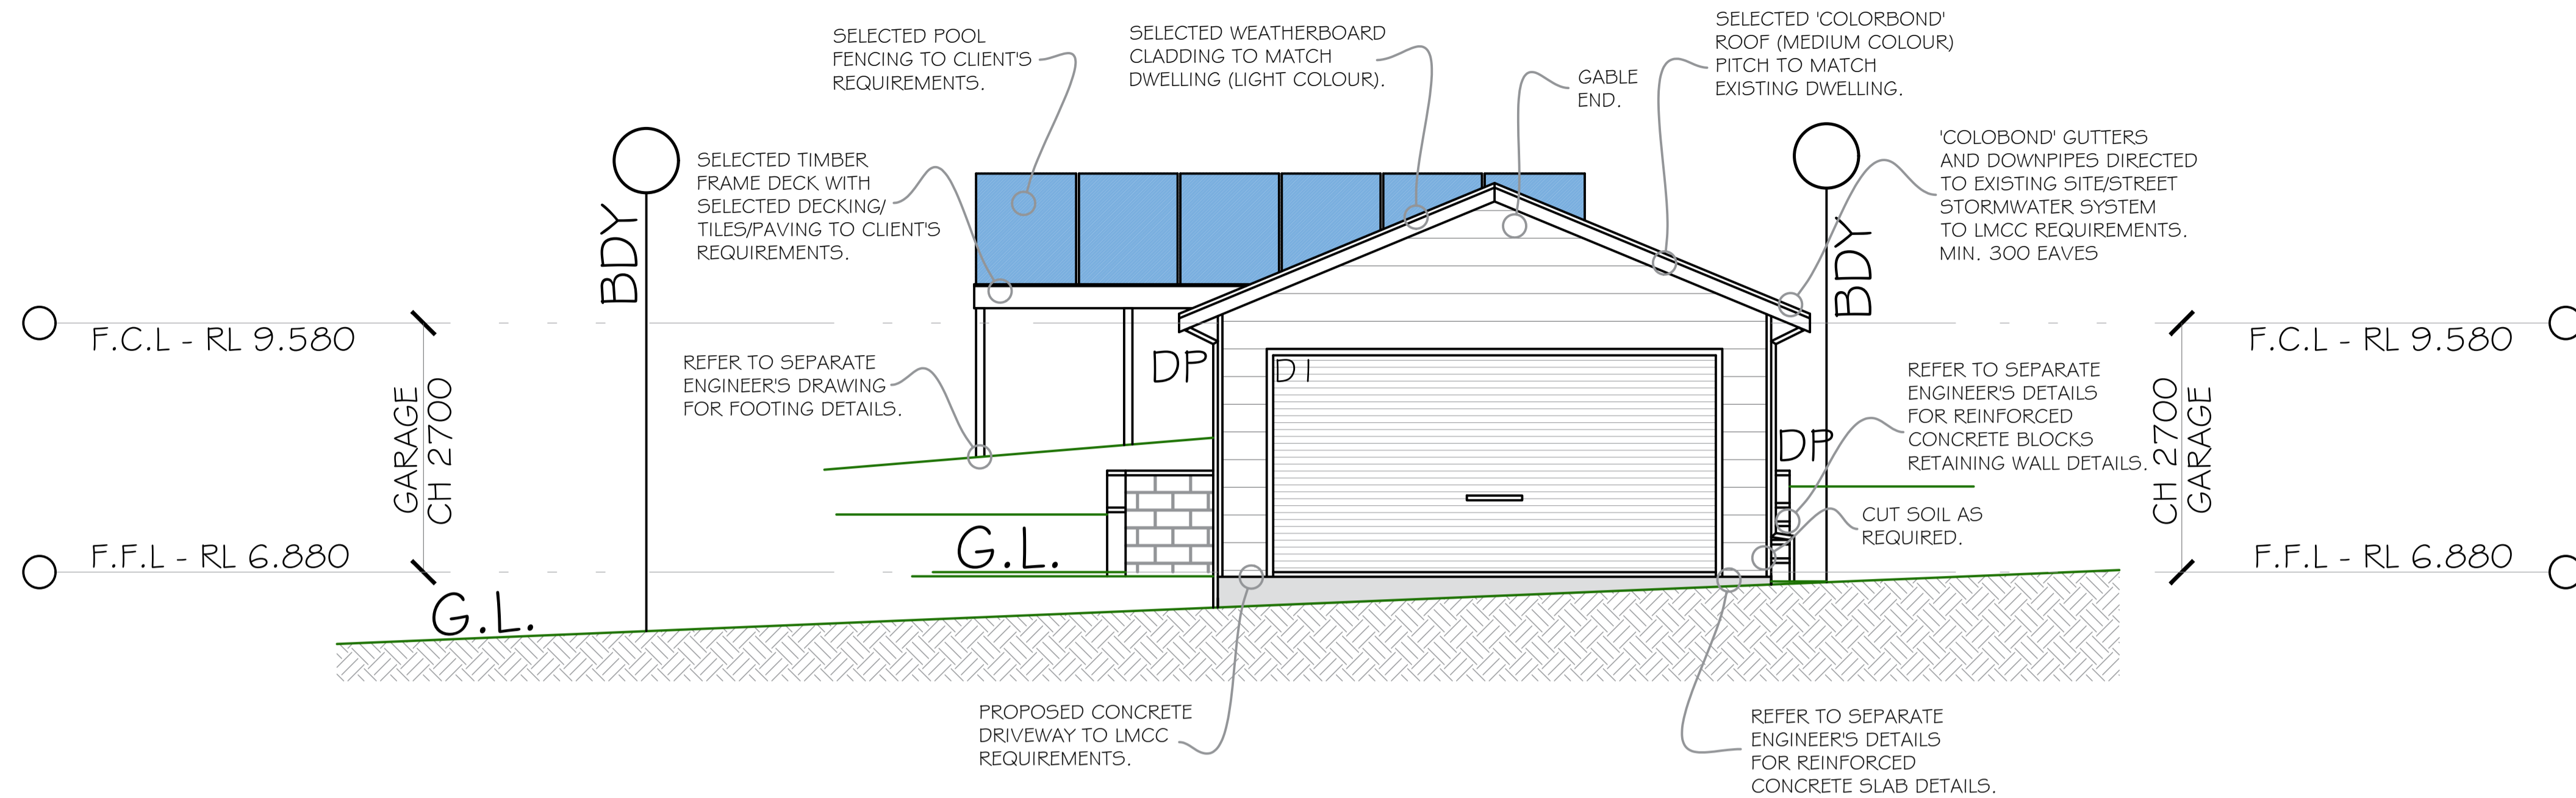 SELECTED POOL
FENCING TO CLIENT'S
REQUIREMENTS.
SELECTED WEATHERBOARD
CLADDING TO MATCH
DWELLING (LIGHT COLOUR).
GABLE
END.
SELECTED 'COLORBOND'
ROOF (MEDIUM COLOUR)
PITCH TO MATCH
EXISTING DWELLING.
'COLOBOND' GUTTERS
AND DOWNPIPES DIRECTED
TO EXISTING SITE/STREET
STORMWATER SYSTEM
TO LMCC REQUIREMENTS.
MIN. 300 EAVES
SELECTED TIMBER
FRAME DECK WITH
SELECTED DECKING/
TILES/PAVING TO CLIENT'S
REQUIREMENTS.
BDY
BDY
F.C.L - RL 9.580
F.C.L - RL 9.580
REFER TO SEPARATE
ENGINEER'S DRAWING
FOR FOOTING DETAILS.
DP
D1
DP
REFER TO SEPARATE
ENGINEER'S DETAILS
FOR REINFORCED
CONCRETE BLOCKS
RETAINING WALL DETAILS.
GARAGE
CH 2700
CH 2700
GARAGE
CUT SOIL AS
REQUIRED.
G.L.
F.F.L - RL 6.880
F.F.L - RL 6.880
G.L.
PROPOSED CONCRETE
DRIVEWAY TO LMCC
REQUIREMENTS.
REFER TO SEPARATE
ENGINEER'S DETAILS
FOR REINFORCED
CONCRETE SLAB DETAILS.